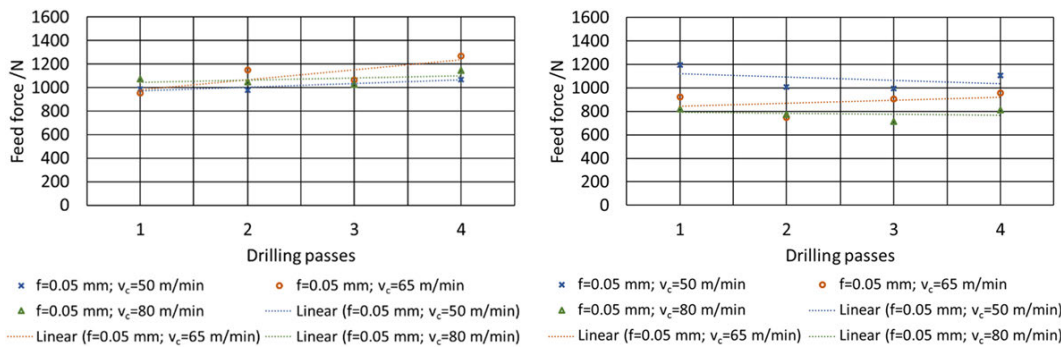 1600
1400
1200
1000
800
600
400
200
0
Feed force /N
1 2 3 4
Drilling passes
f=0.05 mm; vc=50 m/min
f=0.05 mm; vc=65 m/min
f=0.05 mm; vc=80 m/min
Linear (f=0.05 mm; vc=50 m/min)
Linear (f=0.05 mm; vc=65 m/min)
Linear (f=0.05 mm; vc=80 m/min)
1600
1400
1200
1000
800
600
400
200
0
Feed force /N
1 2 3 4
Drilling passes
f=0.05 mm; vc=50 m/min
f=0.05 mm; vc=65 m/min
f=0.05 mm; vc=80 m/min
Linear (f=0.05 mm; vc=50 m/min)
Linear (f=0.05 mm; vc=65 m/min)
Linear (f=0.05 mm; vc=80 m/min)